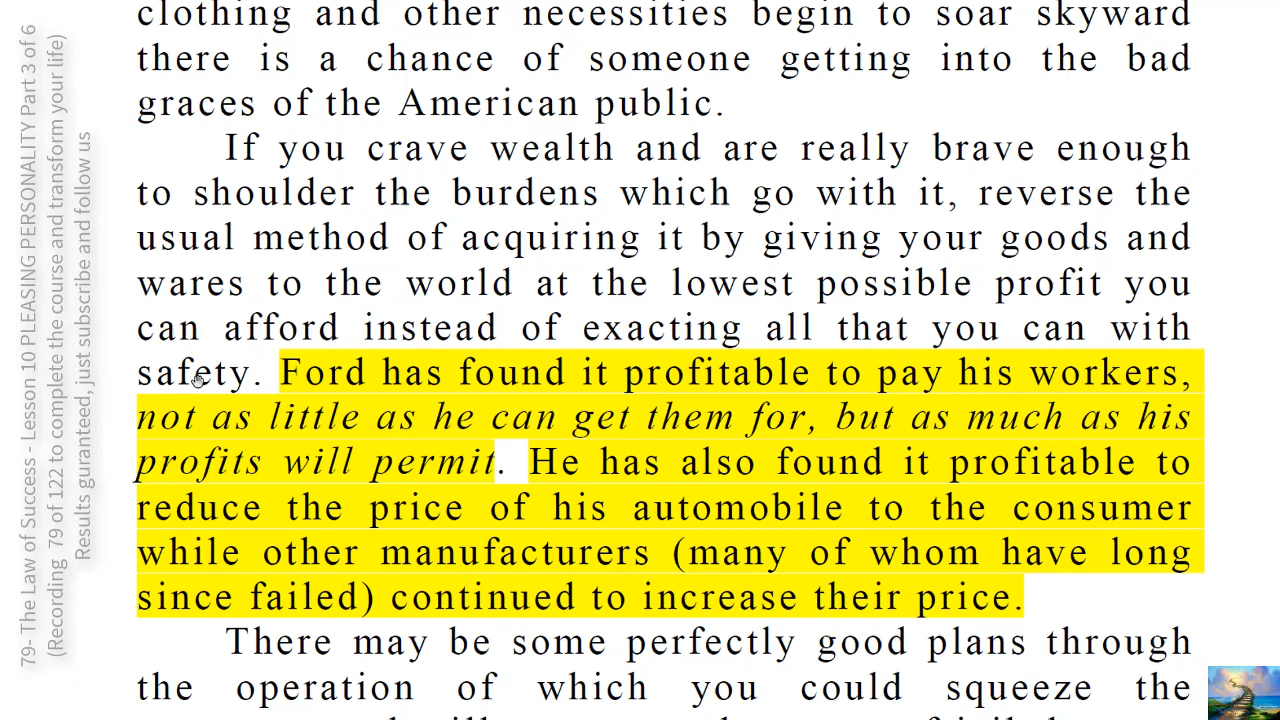 clothing and other necessities begin to soar skyward
there is a chance of someone getting into the bad
graces of the American public.
If you crave wealth and are really brave enough
to shoulder the burdens which go with it, reverse the
usual method of acquiring it by giving your goods and
wares to the world at the lowest possible profit you
can afford instead of exacting all that you can with
safety. Ford has found it profitable to pay his workers,
not as little as he can get them for, but as much as his
profits will permit. He has also found it profitable to
reduce the price of his automobile to the consumer
while other manufacturers (many of whom have long
since failed) continued to increase their price.
There may be some perfectly good plans through
the operation of which you could squeeze the
79- The Law of Success - Lesson 10 PLEASING PERSONALITY Part 3 of 6
(Recording 79 of 122 to complete the course and transform your life)
Results guranteed, just subscribe and follow us